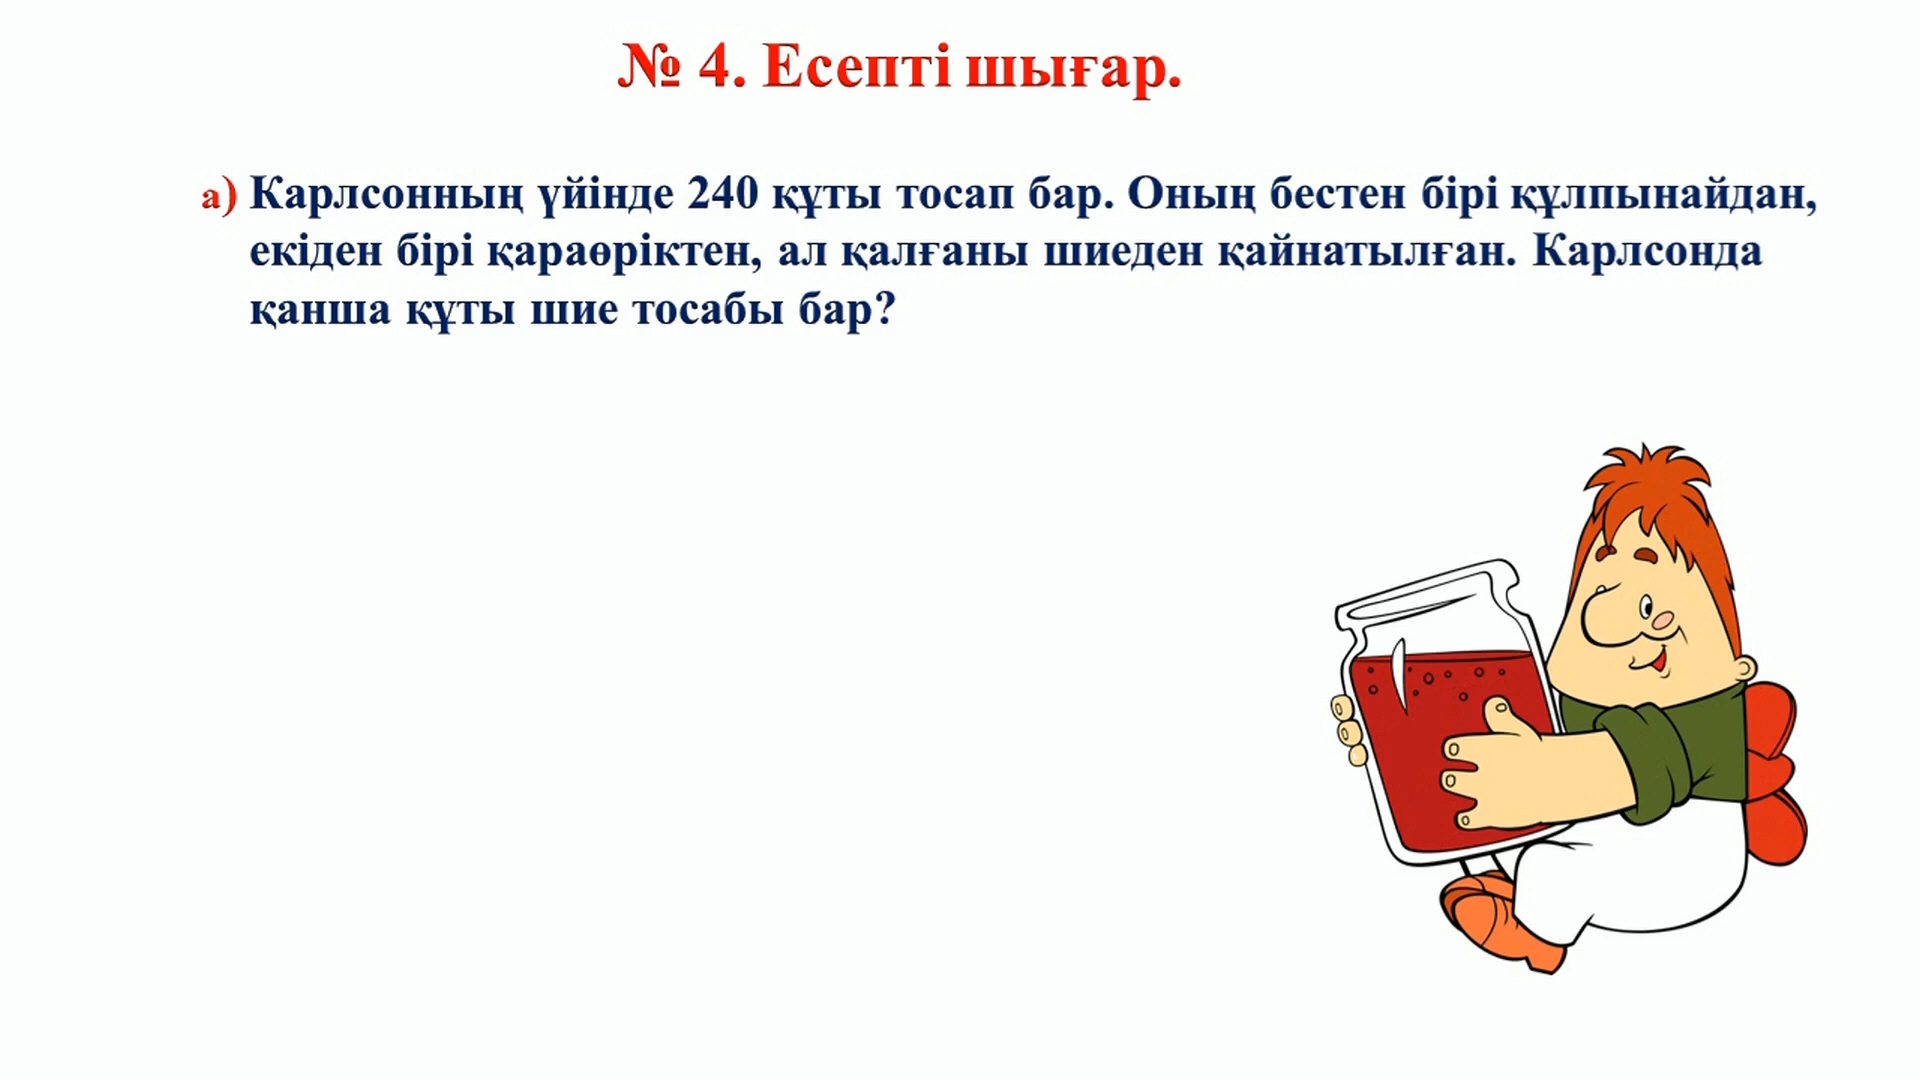 № 4. Есепті шығар.
а) Карлсонның үйінде 240 құты тосап бар. Оның бестен бірі құлпынайдан,
екіден бірі қараөріктен, ал қалғаны шиеден қайнатылған. Карлсонда
қанша құты шие тосабы бар?